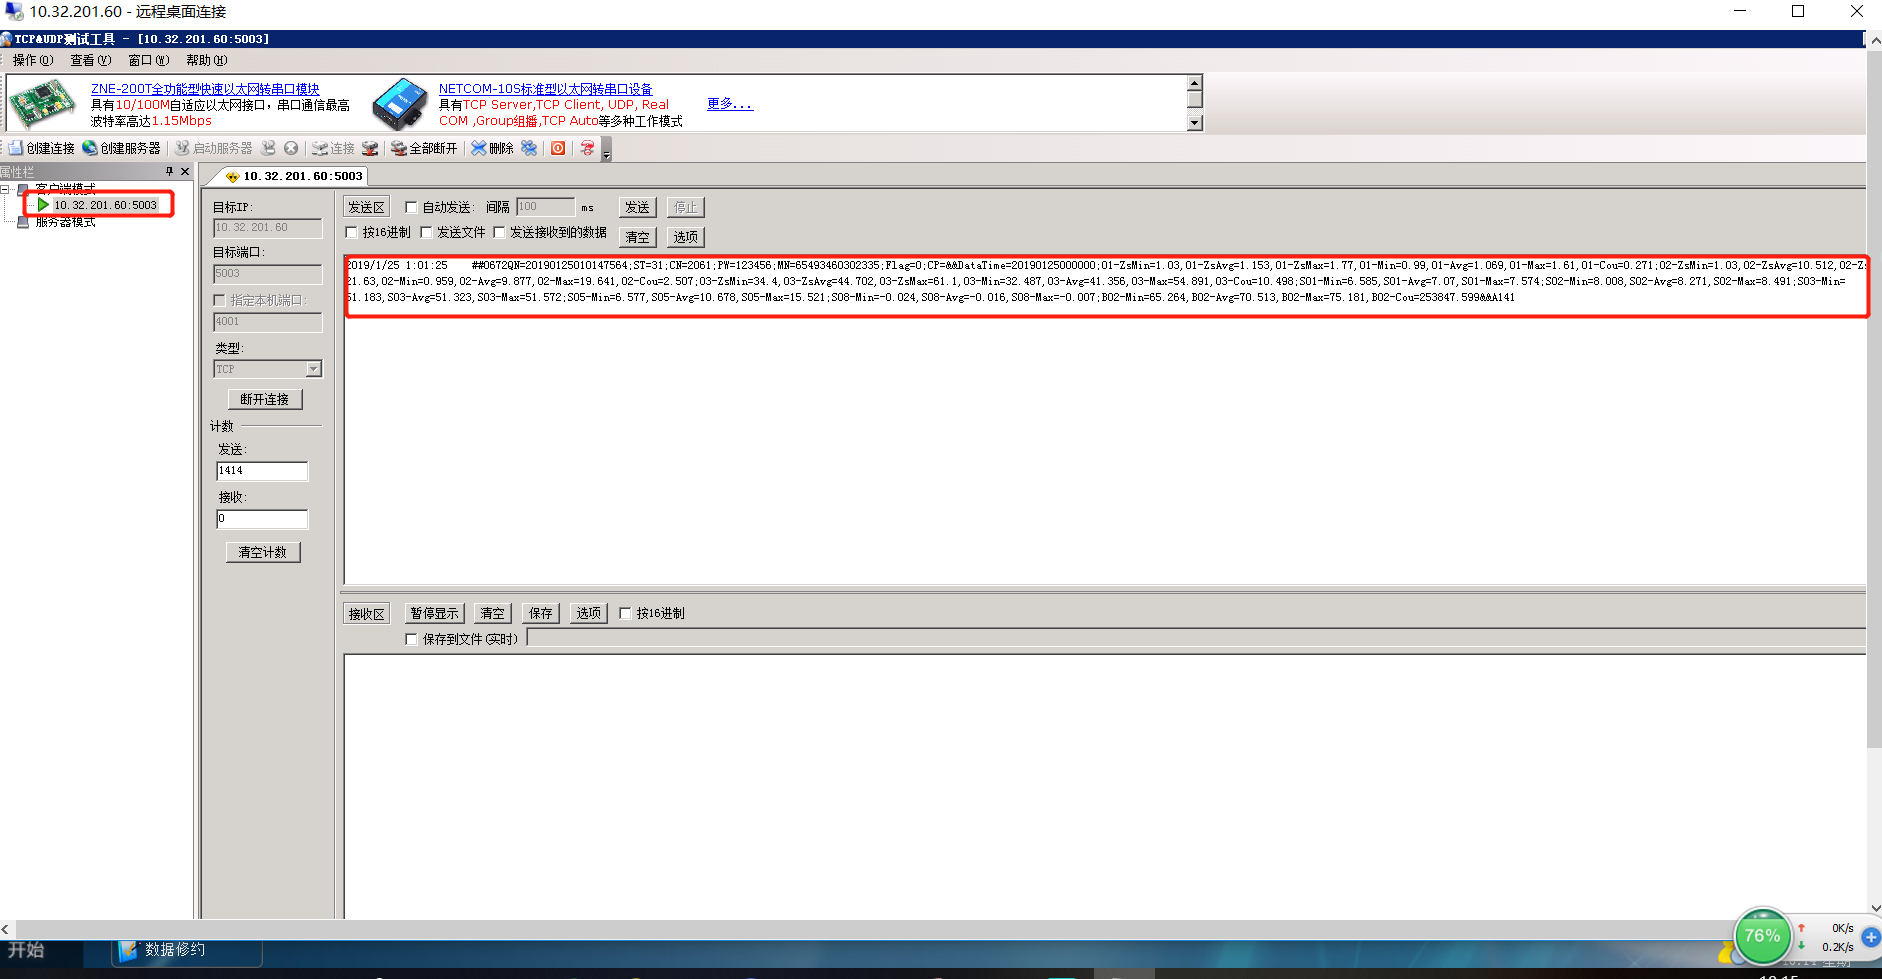 10.32.201.60 - 远程桌面连接
TCP&UDP测试工具 - [10.32.201.60:5003]
操作(O) 查看(V) 窗口(W) 帮助(H)
ZNE-200T全功能型快速以太网转串口模块
具有10/100M自适应以太网接口，串口通信最高
波特率高达1.15Mbps
NETCOM-10S标准型以太网转串口设备
具有TCP Server,TCP Client, UDP, Real
COM ,Group组播,TCP Auto等多种工作模式
更多...
创建连接 创建服务器 启动服务器 连接 全部断开 删除
属性栏
客户端模式
10.32.201.60:5003
服务器模式
10.32.201.60:5003
目标IP:
10.32.201.60
目标端口:
5003
指定本机端口:
4001
类型:
TCP
断开连接
计数
发送:
1414
接收:
0
清空计数
发送区 自动发送: 间隔 100 ms 发送 停止
按16进制 发送文件 发送接收到的数据 清空 选项
2019/1/25 1:01:25 ##0672QN=20190125010147564;ST=31;CN=2061;PW=123456;MN=65493460302335;Flag=0;CP=&&DataTime=20190125000000;01-ZsMin=1.03,01-ZsAvg=1.153,01-ZsMax=1.77,01-Min=0.99,01-Avg=1.069,01-Max=1.61,01-Cou=0.271;02-ZsMin=1.03,02-ZsAvg=10.512,02-Zs
21.63,02-Min=0.959,02-Avg=9.877,02-Max=19.641,02-Cou=2.507;03-ZsMin=34.4,03-ZsAvg=44.702,03-ZsMax=61.1,03-Min=32.487,03-Avg=41.356,03-Max=54.891,03-Cou=10.498;S01-Min=6.585,S01-Avg=7.07,S01-Max=7.574;S02-Min=8.008,S02-Avg=8.271,S02-Max=8.491;S03-Min=
51.183,S03-Avg=51.323,S03-Max=51.572;S05-Min=6.577,S05-Avg=10.678,S05-Max=15.521;S08-Min=-0.024,S08-Avg=-0.016,S08-Max=-0.007;B02-Min=65.264,B02-Avg=70.513,B02-Max=75.181,B02-Cou=253847.599&&A141
接收区 暂停显示 清空 保存 选项 按16进制
保存到文件(实时)
76%
0K/s
0.2K/s
开始 数据修约